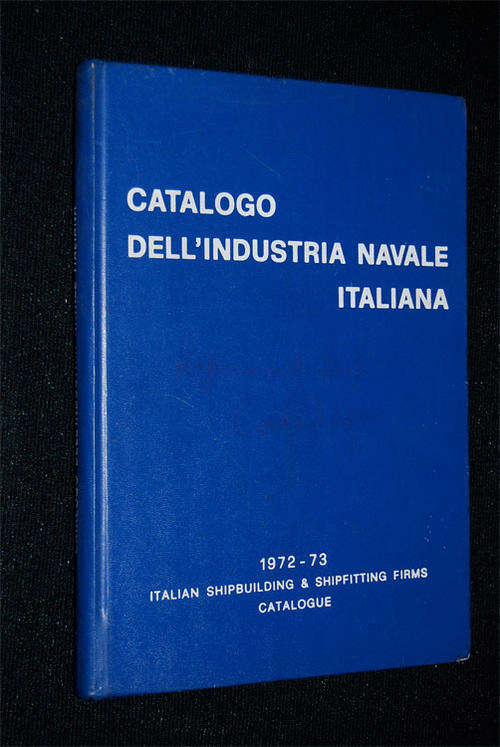 CATALOGO
DELL'INDUSTRIA NAVALE
ITALIANA
1972-73
ITALIAN SHIPBUILDING & SHIPFITTING FIRMS
CATALOGUE